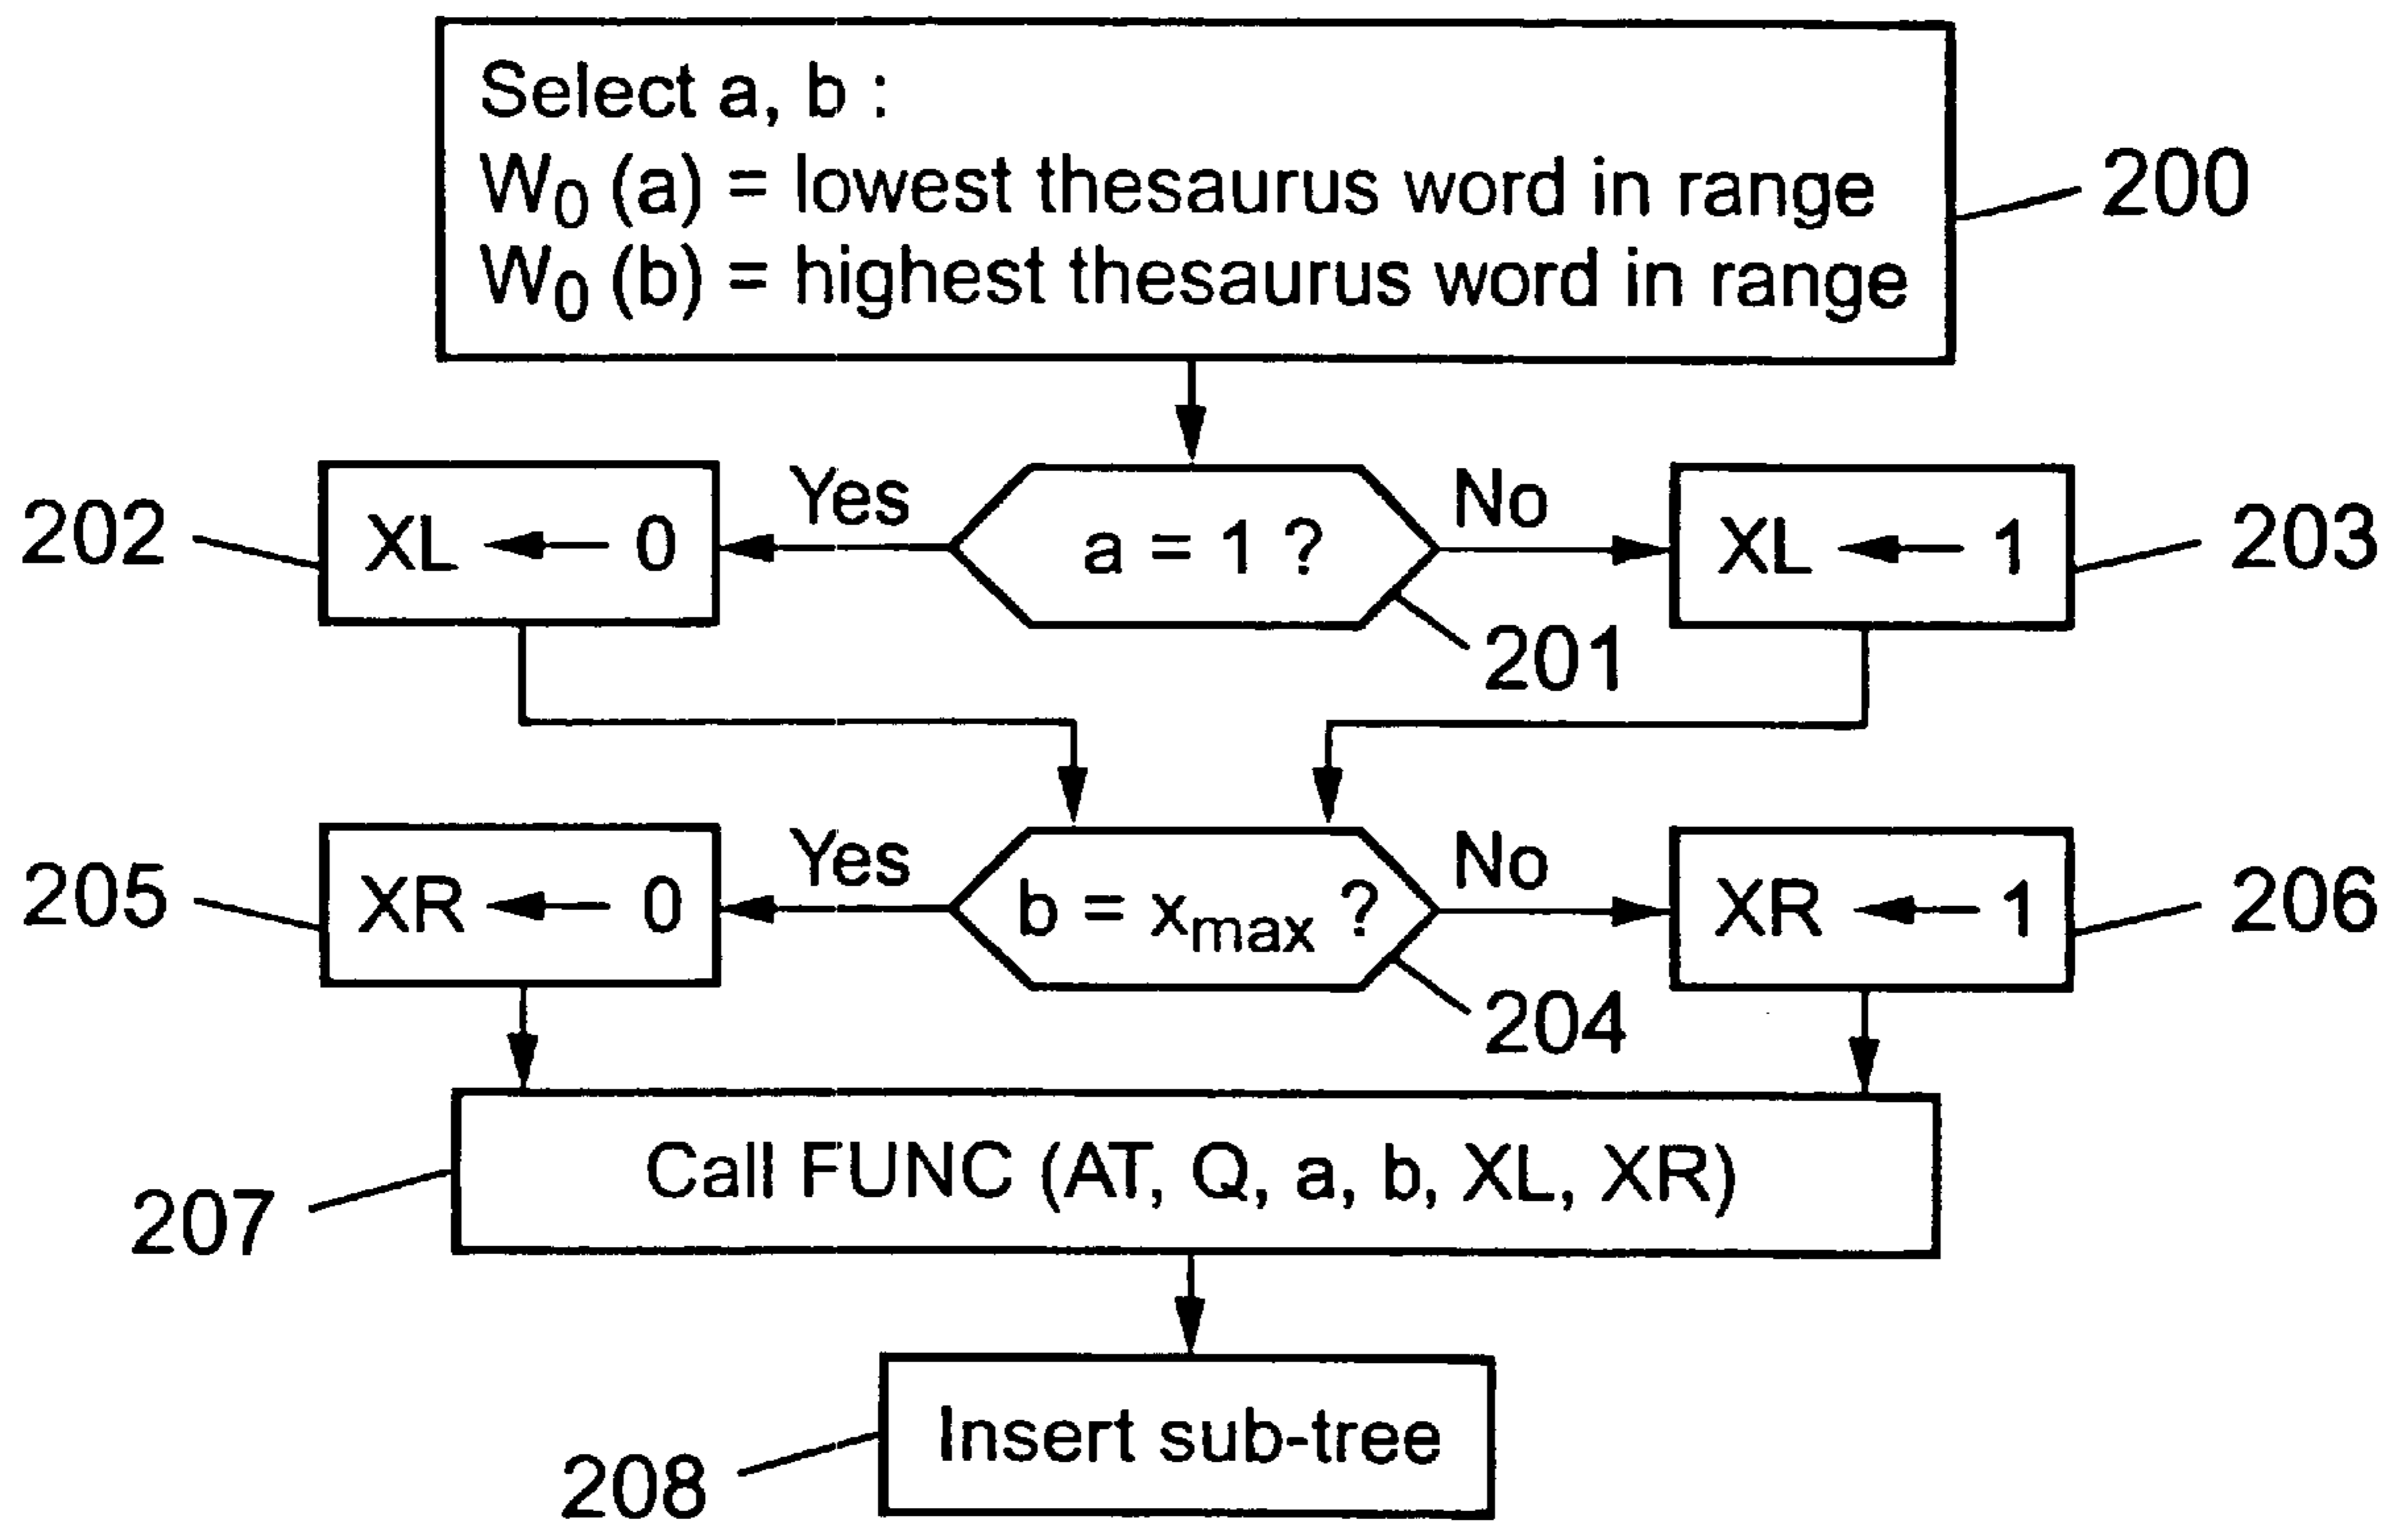 Select a, b :
W0 (a) = lowest thesaurus word in range
W0 (b) = highest thesaurus word in range
200
202
XL ← 0
Yes
a = 1 ?
No
XL ← 1
203
201
205
XR ← 0
Yes
b = xmax ?
No
XR ← 1
206
204
Call FUNC (AT, Q, a, b, XL, XR)
207
Insert sub-tree
208